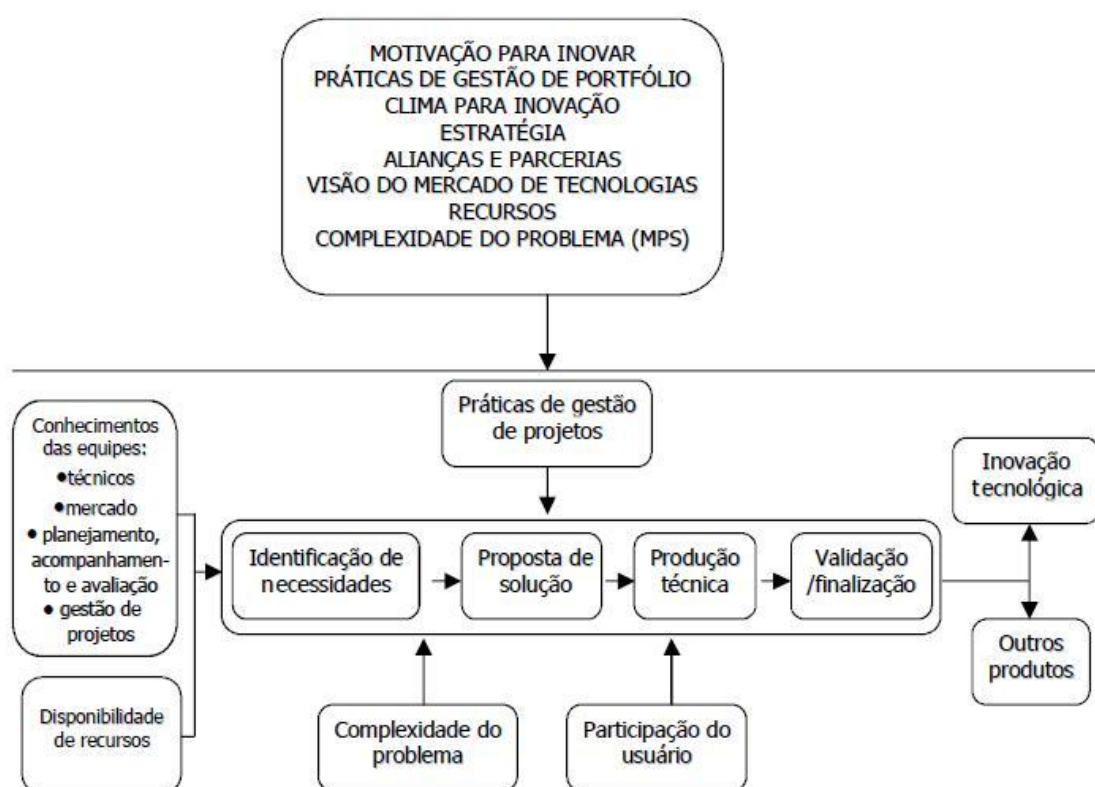 MOTIVAÇÃO PARA INOVAR
PRÁTICAS DE GESTÃO DE PORTFÓLIO
CLIMA PARA INOVAÇÃO
ESTRATÉGIA
ALIANÇAS E PARCERIAS
VISÃO DO MERCADO DE TECNOLOGIAS
RECURSOS
COMPLEXIDADE DO PROBLEMA (MPS)
Práticas de gestão
de projetos
Conhecimentos
das equipes:
•técnicos
•mercado
• planejamento,
acompanhamen-
to e avaliação
• gestão de
projetos
Disponibilidade
de recursos
Identificação de
necessidades
Proposta de
solução
Produção
técnica
Validação
/finalização
Complexidade do
problema
Participação do
usuário
Inovação
tecnológica
Outros
produtos